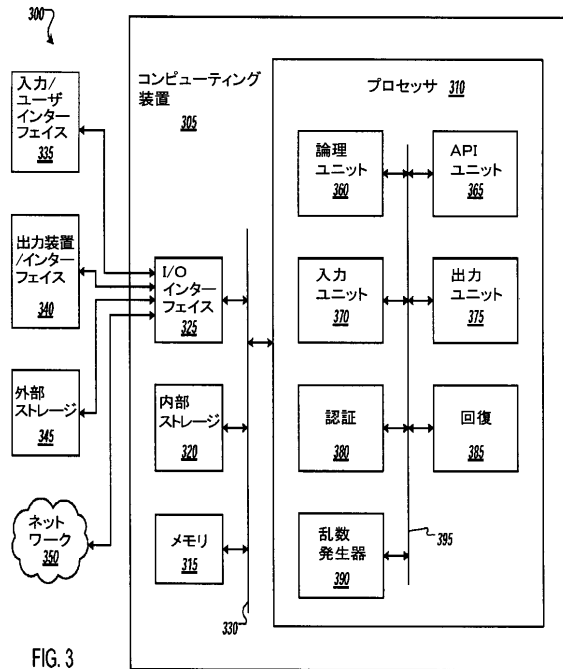 300
入力/
ユーザ
インター
フェイス
335
出力装置
/インター
フェイス
340
外部
ストレージ
345
ネット
ワーク
350
コンピューティング
装置
305
I/O
インター
フェイス
325
内部
ストレージ
320
メモリ
315
330
プロセッサ 310
論理
ユニット
360
API
ユニット
365
入力
ユニット
370
出力
ユニット
375
認証
380
回復
385
乱数
発生器
390
395
FIG. 3